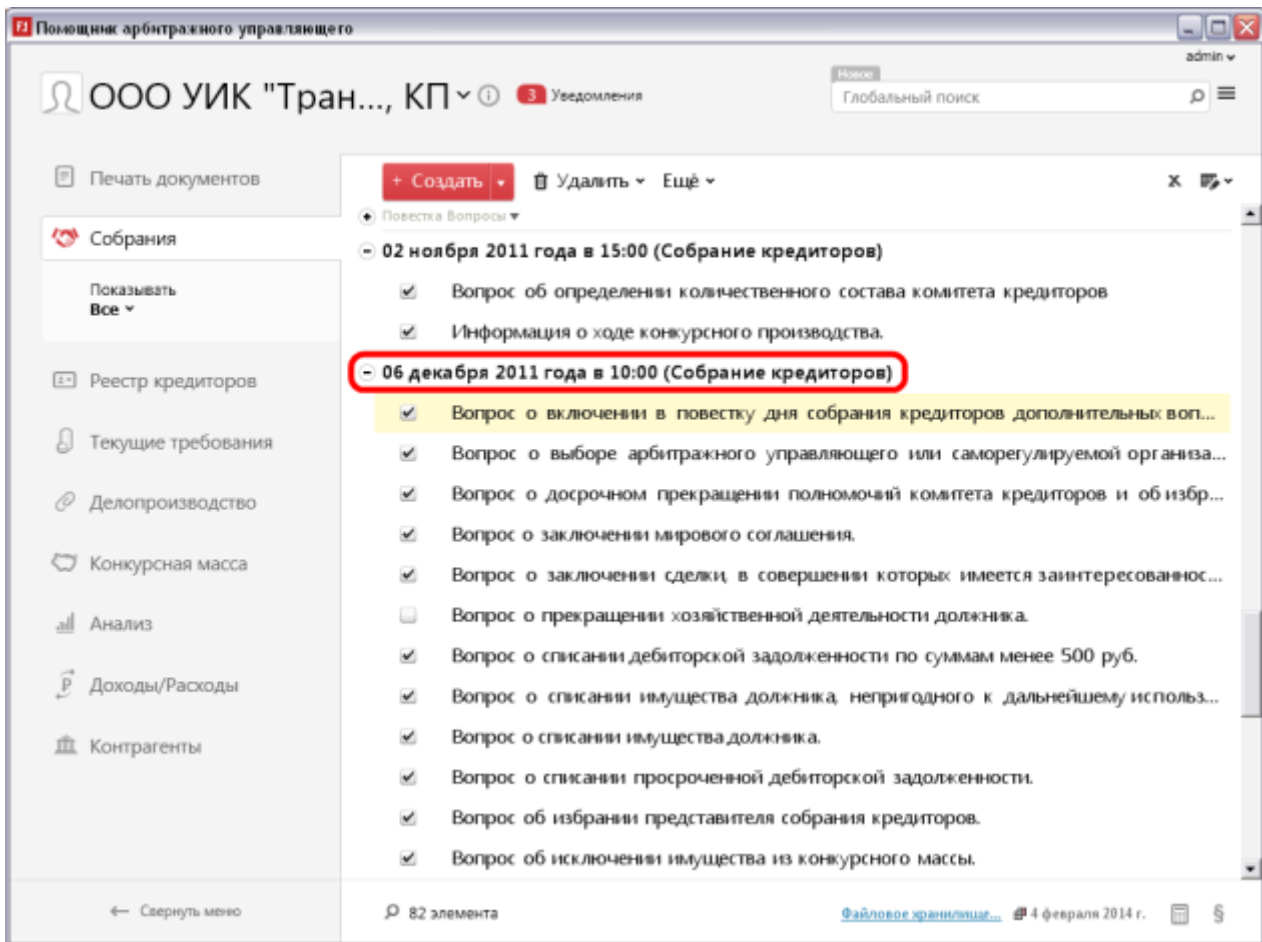 Помощник арбитражного управляющего
admin
ООО УИК "Тран..., КП
3 Уведомления
Новое
Глобальный поиск
Печать документов
+ Создать
Удалить
Ещё
Повестка Вопросы
Собрания
Показывать
Все
02 ноября 2011 года в 15:00 (Собрание кредиторов)
Вопрос об определении количественного состава комитета кредиторов
Информация о ходе конкурсного производства.
Реестр кредиторов
Текущие требования
Делопроизводство
Конкурсная масса
Анализ
Доходы/Расходы
Контрагенты
06 декабря 2011 года в 10:00 (Собрание кредиторов)
Вопрос о включении в повестку дня собрания кредиторов дополнительных воп...
Вопрос о выборе арбитражного управляющего или саморегулируемой организа...
Вопрос о досрочном прекращении полномочий комитета кредиторов и об избр...
Вопрос о заключении мирового соглашения.
Вопрос о заключении сделки, в совершении которых имеется заинтересованнос...
Вопрос о прекращении хозяйственной деятельности должника.
Вопрос о списании дебиторской задолженности по суммам менее 500 руб.
Вопрос о списании имущества должника, непригодного к дальнейшему использ...
Вопрос о списании имущества должника.
Вопрос о списании просроченной дебиторской задолженности.
Вопрос об избрании представителя собрания кредиторов.
Вопрос об исключении имущества из конкурсного массы.
← Свернуть меню
82 элемента
Файловое хранилище...
4 февраля 2014 г.
§